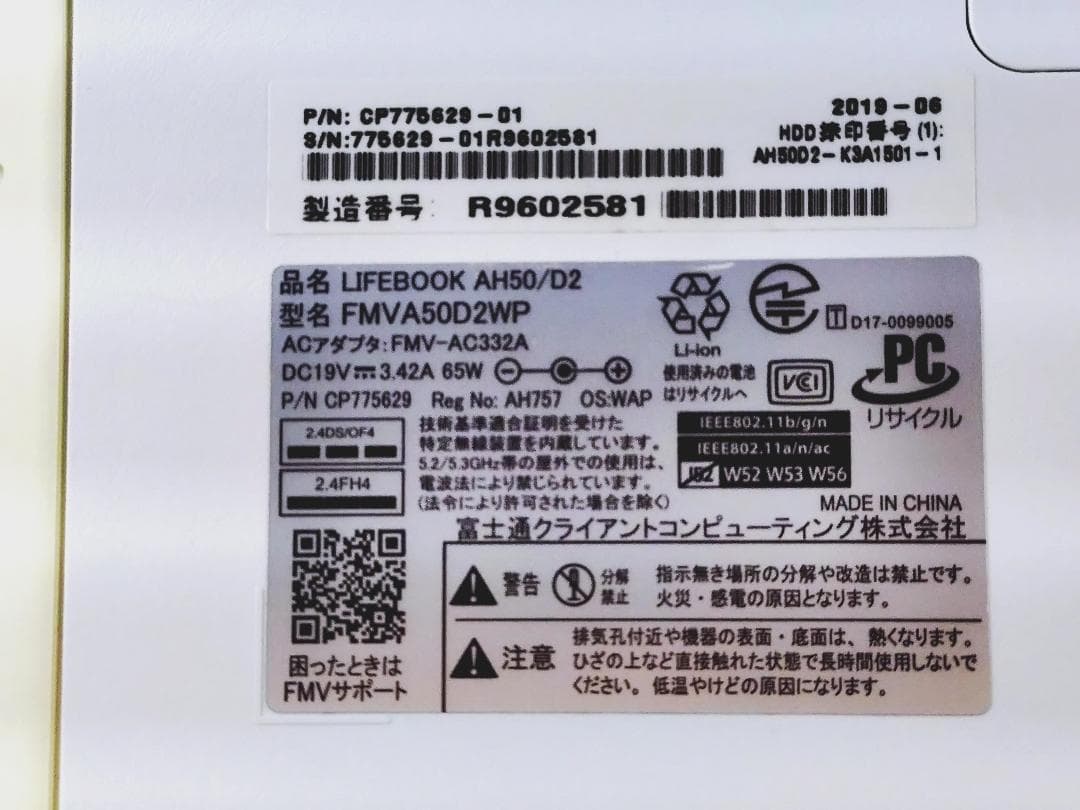 P/N: CP775629-01
S/N:775629-01R9602581
2019-06
HDD捺印番号(1):
AH50D2-K3A1501-1
製造番号: R9602581
品名 LIFEBOOK AH50/D2
型名 FMVA50D2WP
ACアダプタ:FMV-AC332A
DC19V 3.42A 65W
P/N CP775629 Reg No: AH757 OS:WAP
Li-ion
使用済みの電池
はリサイクルへ
T D17-0099005
VCI
PC
リサイクル
2.4DS/OF4
2.4FH4
技術基準適合証明を受けた
特定無線装置を内蔵しています。
5.2/5.3GHz帯の屋外での使用は、
電波法により禁じられています。
(法令により許可された場合を除く)
IEEE802.11b/g/n
IEEE802.11a/n/ac
J52 W52 W53 W56
MADE IN CHINA
富士通クライアントコンピューティング株式会社
警告
分解
禁止
指示無き場所の分解や改造は禁止です。
火災・感電の原因となります。
注意
排気孔付近や機器の表面・底面は、熱くなります。
ひざの上など直接触れた状態で長時間使用しないで
ください。低温やけどの原因になります。
困ったときは
FMVサポート